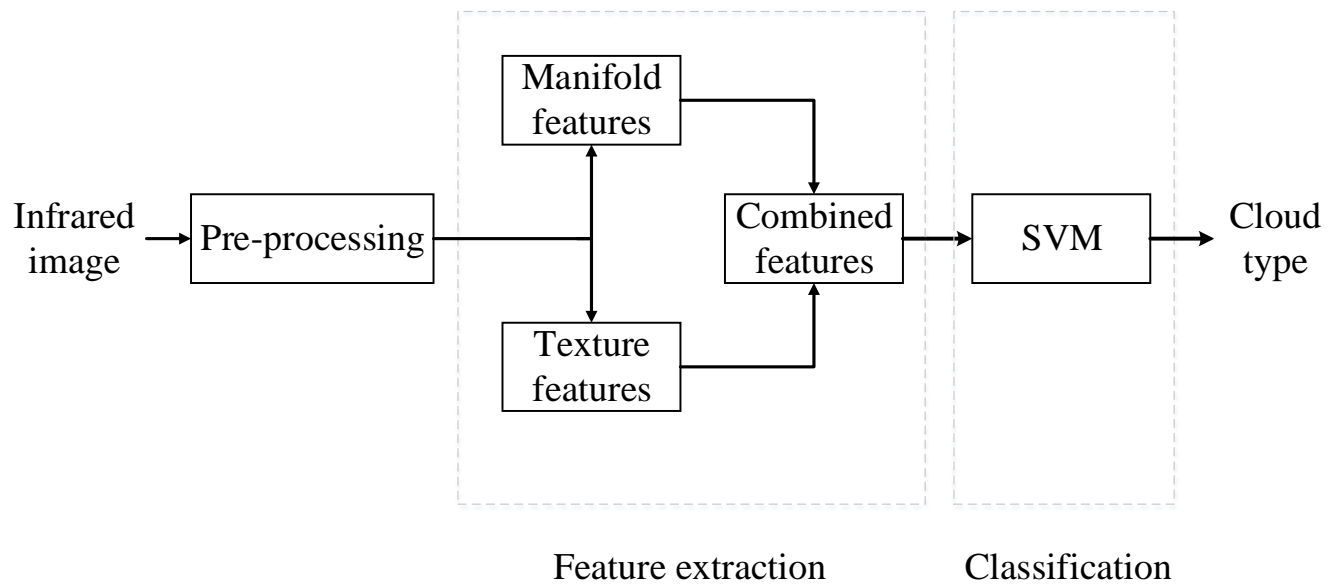 Infrared
image
Pre-processing
Manifold
features
Texture
features
Combined
features
SVM
Cloud
type
Feature extraction
Classification